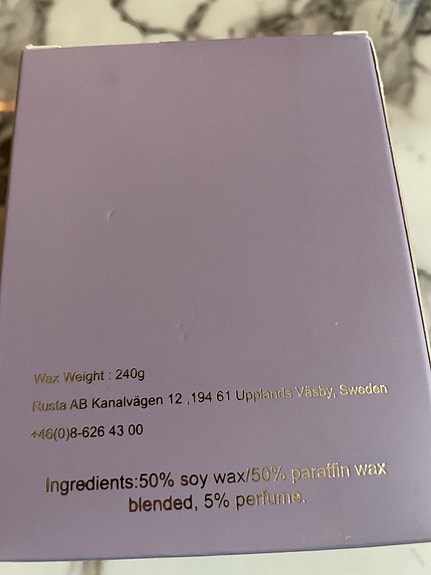 Wax Weight : 240g
Rusta AB Kanalvägen 12 ,194 61 Upplands Väsby, Sweden
+46(0)8-626 43 00
Ingredients:50% soy wax/50% paraffin wax
blended, 5% perfume.